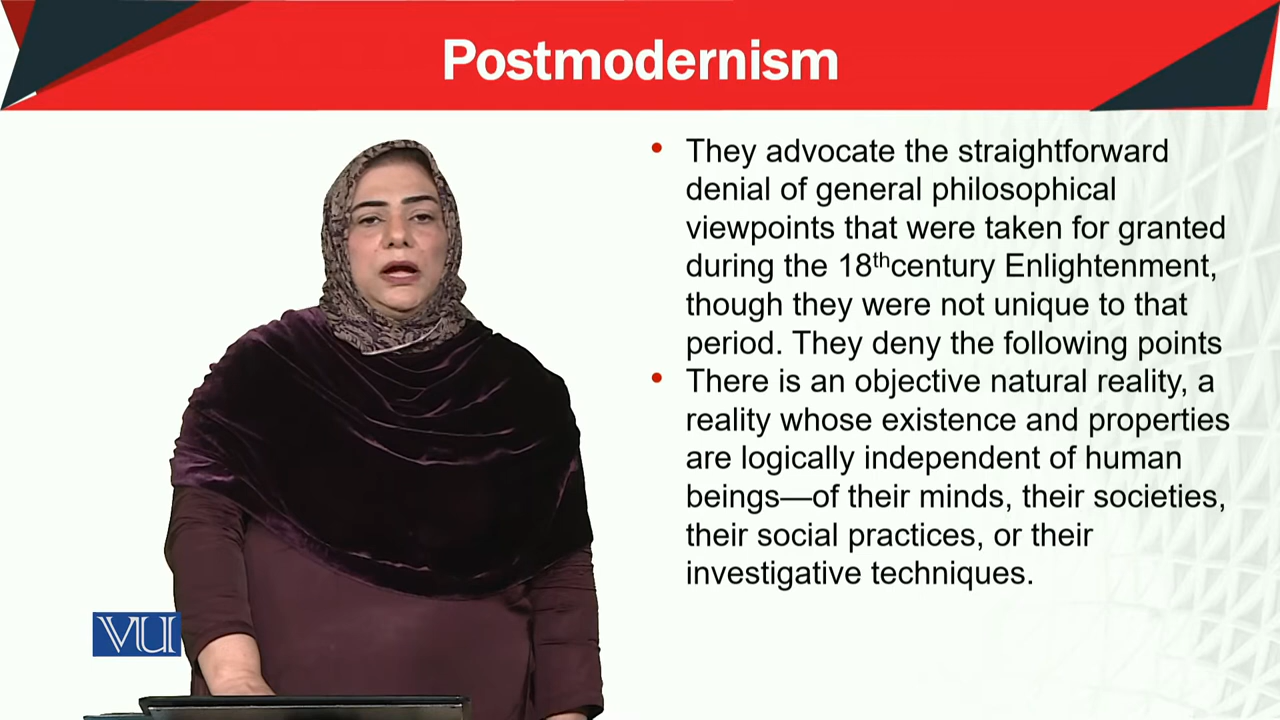 Postmodernism
• They advocate the straightforward
denial of general philosophical
viewpoints that were taken for granted
during the 18thcentury Enlightenment,
though they were not unique to that
period. They deny the following points
• There is an objective natural reality, a
reality whose existence and properties
are logically independent of human
beings—of their minds, their societies,
their social practices, or their
investigative techniques.
VU